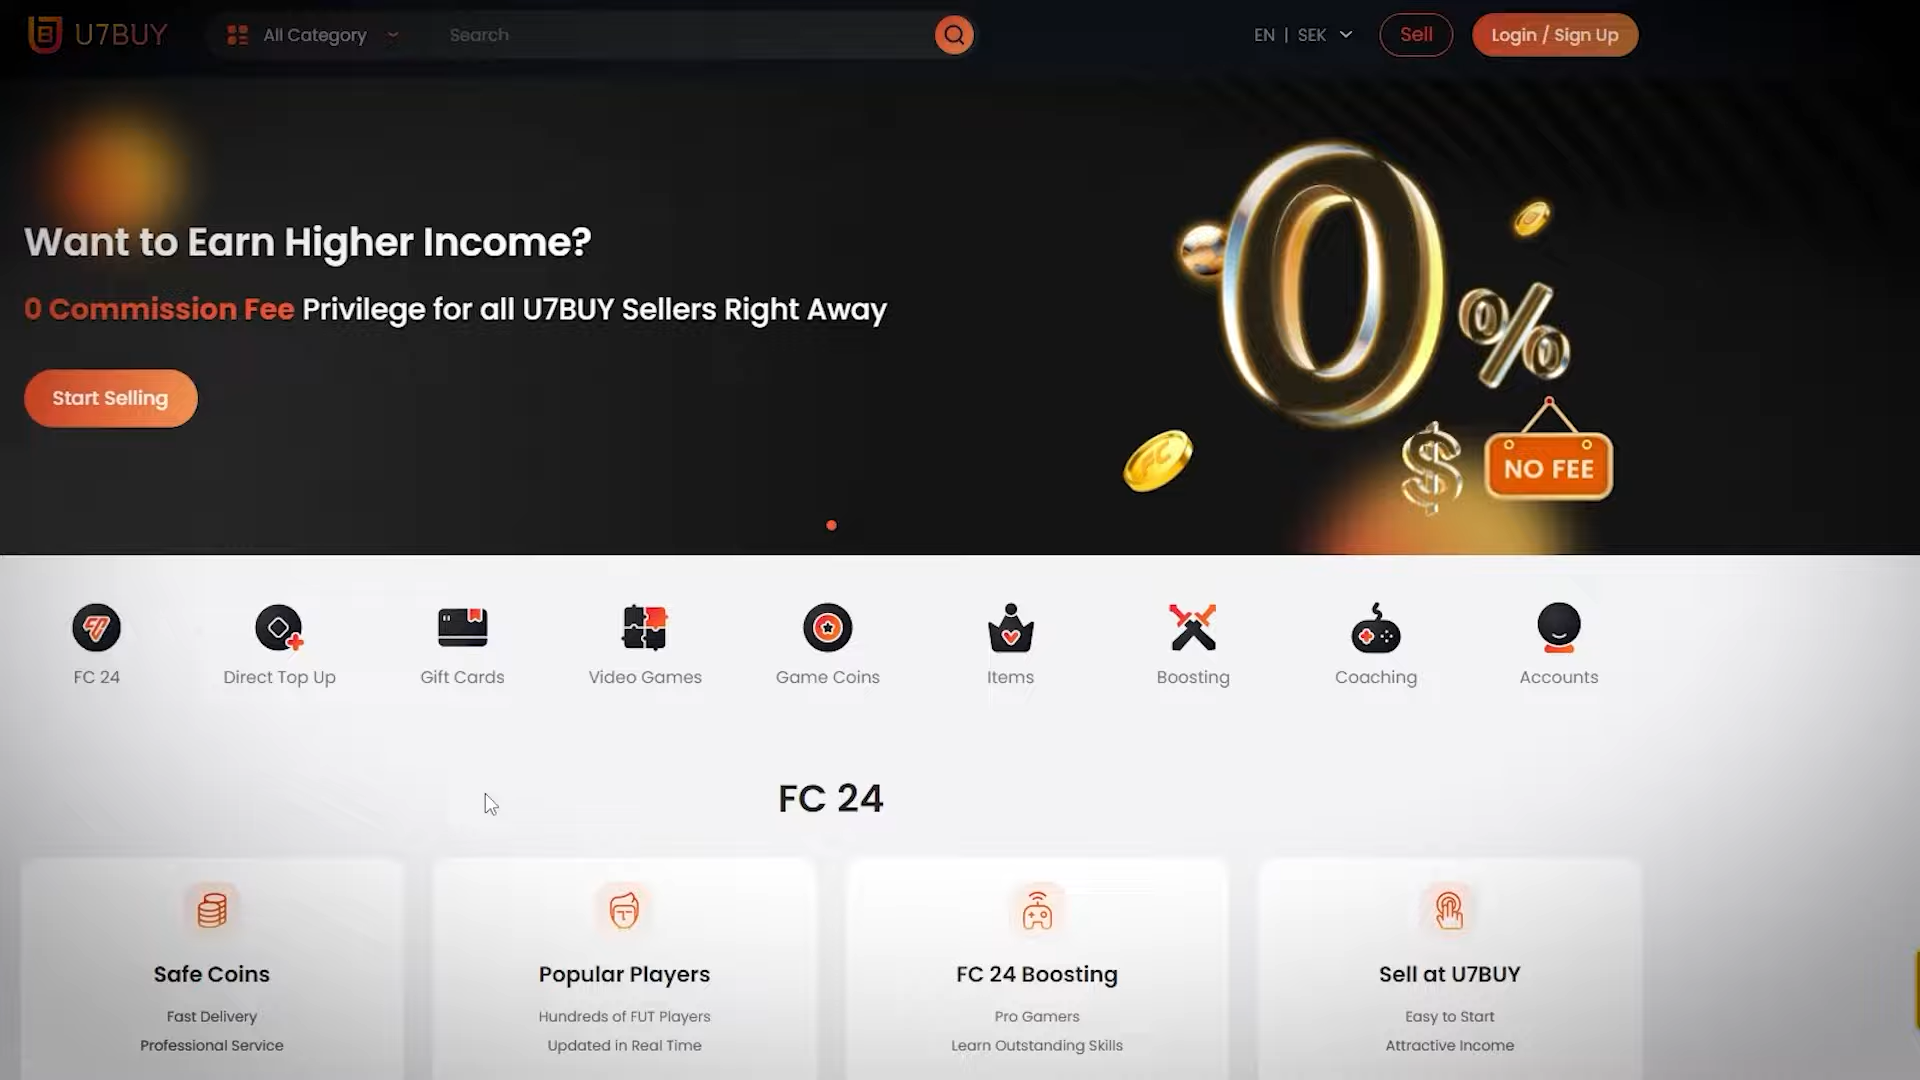 U7BUY
All Category
Search
EN | SEK
Sell
Login / Sign Up
Want to Earn Higher Income?
0 Commission Fee Privilege for all U7BUY Sellers Right Away
Start Selling
0%
FC
$
NO FEE
FC 24
Direct Top Up
Gift Cards
Video Games
Game Coins
Items
Boosting
Coaching
Accounts
FC 24
Safe Coins
Fast Delivery
Professional Service
Popular Players
Hundreds of FUT Players
Updated in Real Time
FC 24 Boosting
Pro Gamers
Learn Outstanding Skills
Sell at U7BUY
Easy to Start
Attractive Income